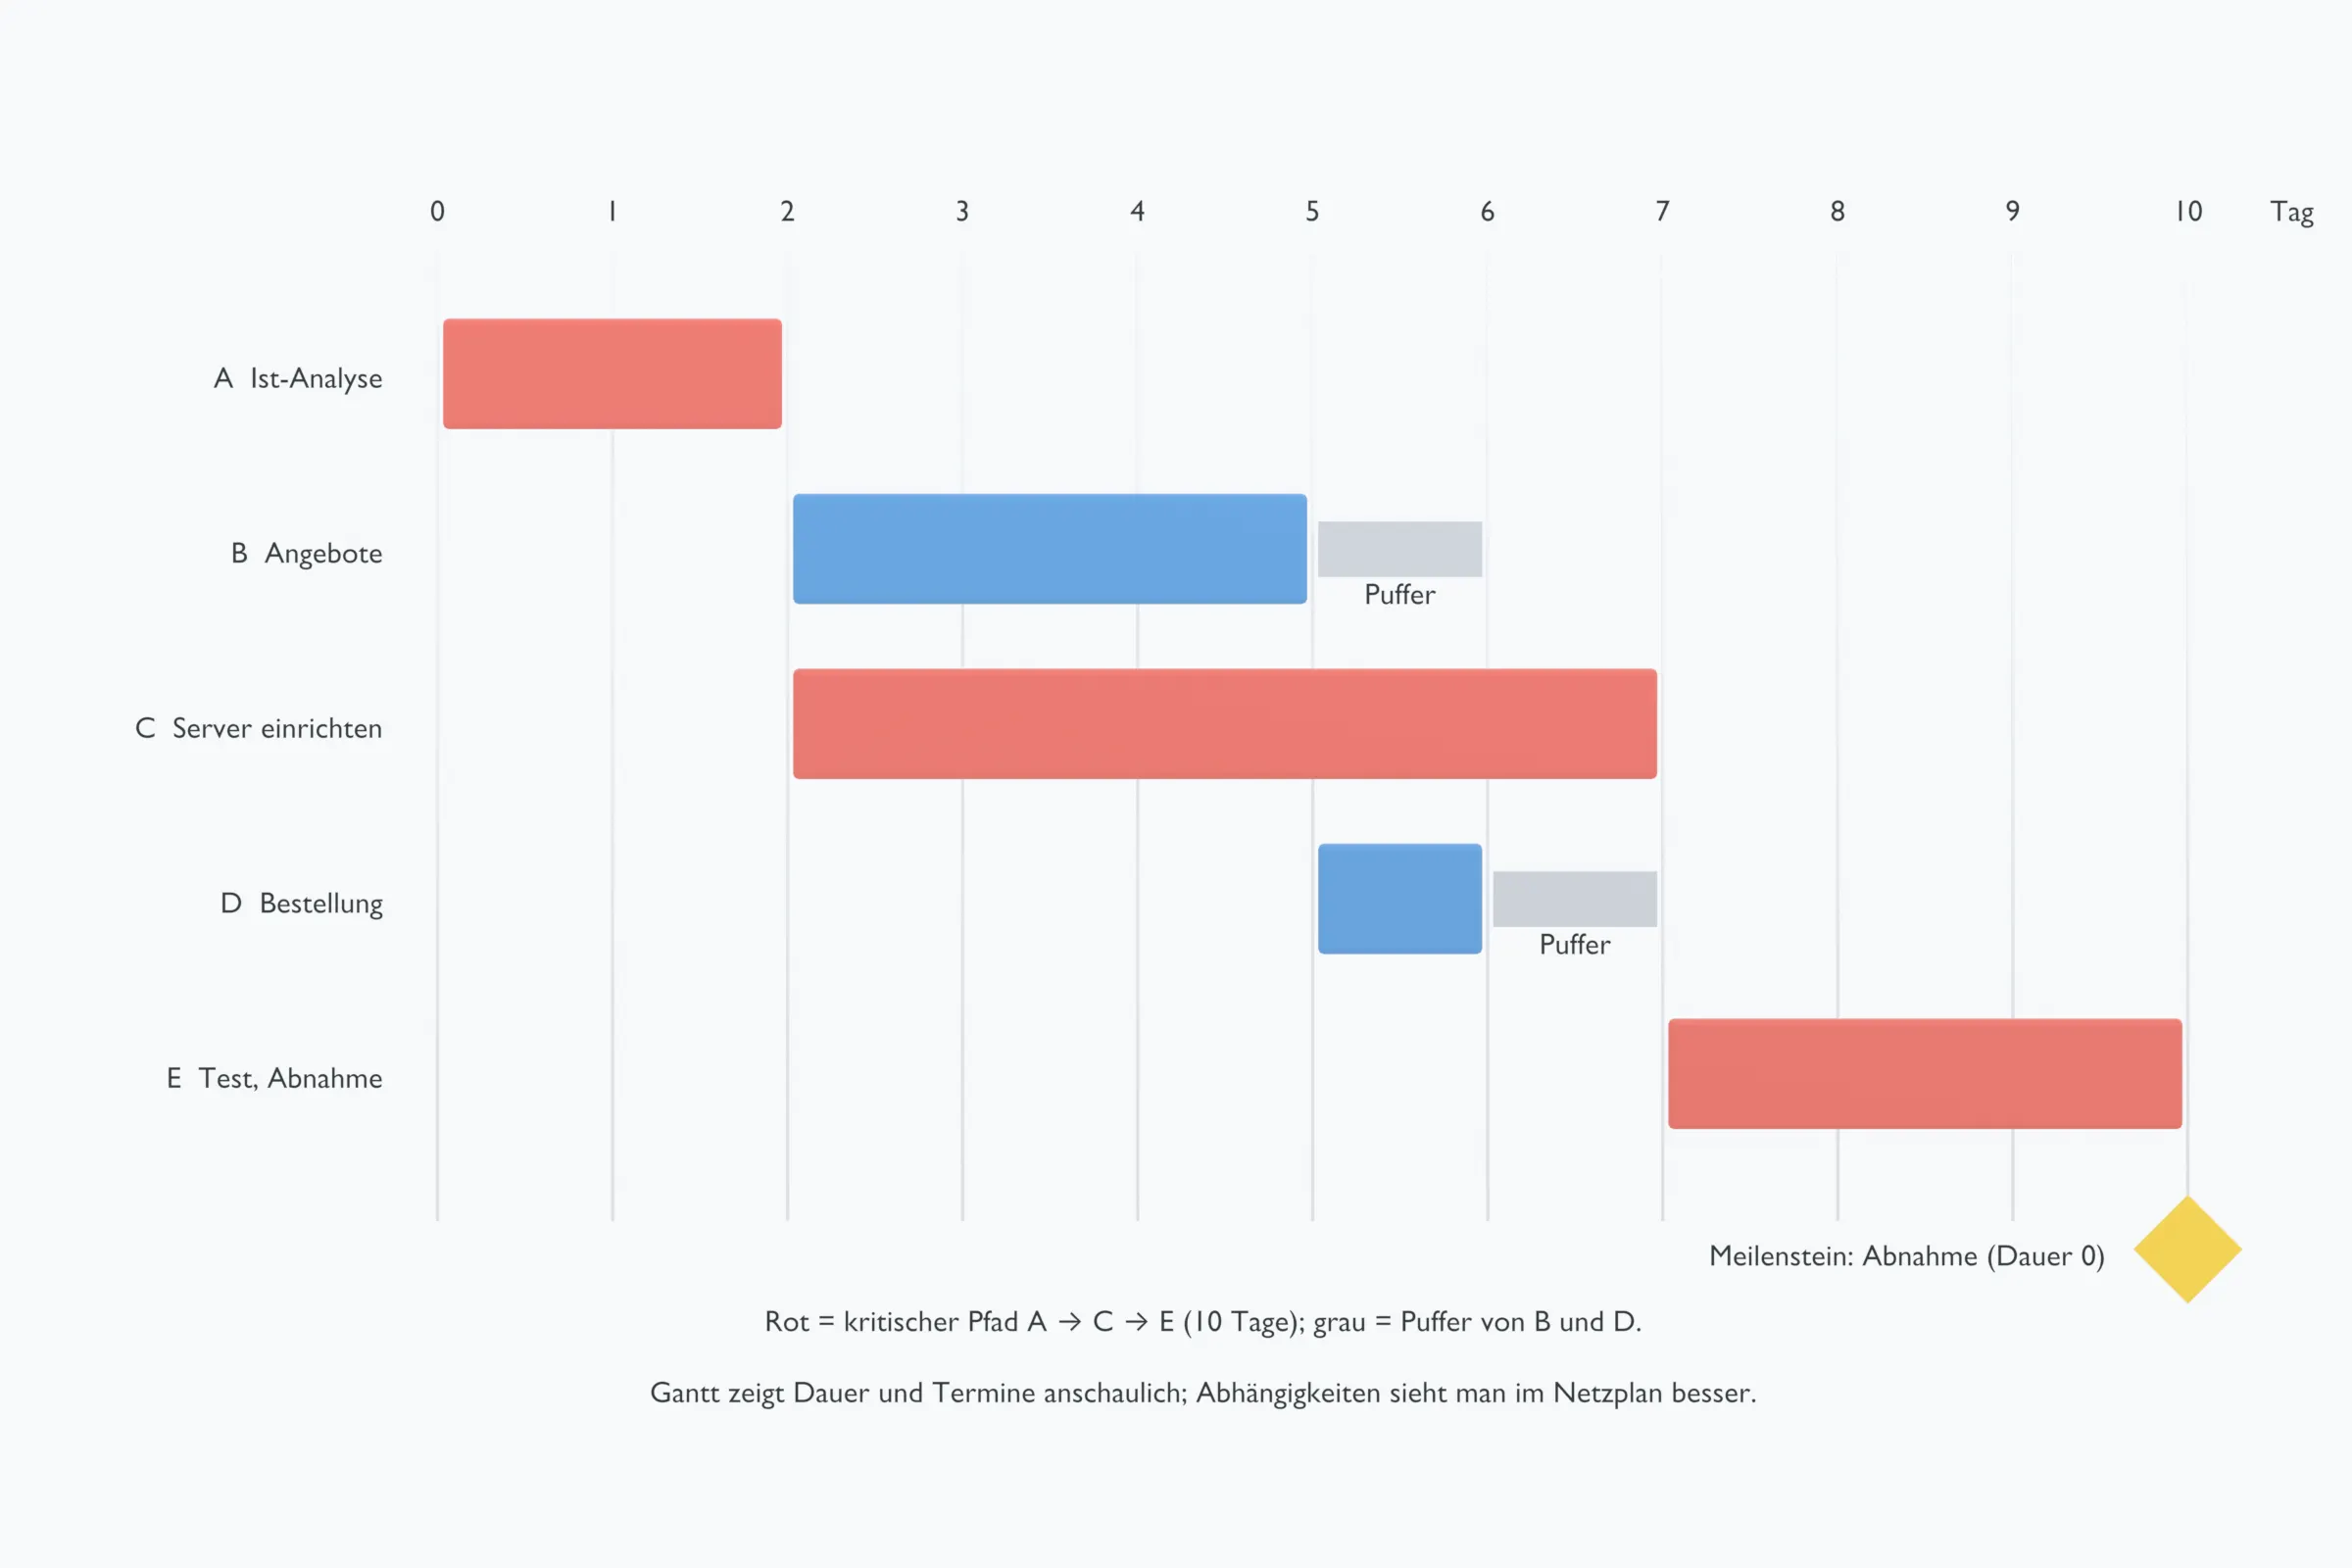 0 1 2 3 4 5 6 7 8 9 10 Tag
A Ist-Analyse
B Angebote
Puffer
C Server einrichten
D Bestellung
Puffer
E Test, Abnahme
Meilenstein: Abnahme (Dauer 0)
Rot = kritischer Pfad A → C → E (10 Tage); grau = Puffer von B und D.
Gantt zeigt Dauer und Termine anschaulich; Abhängigkeiten sieht man im Netzplan besser.